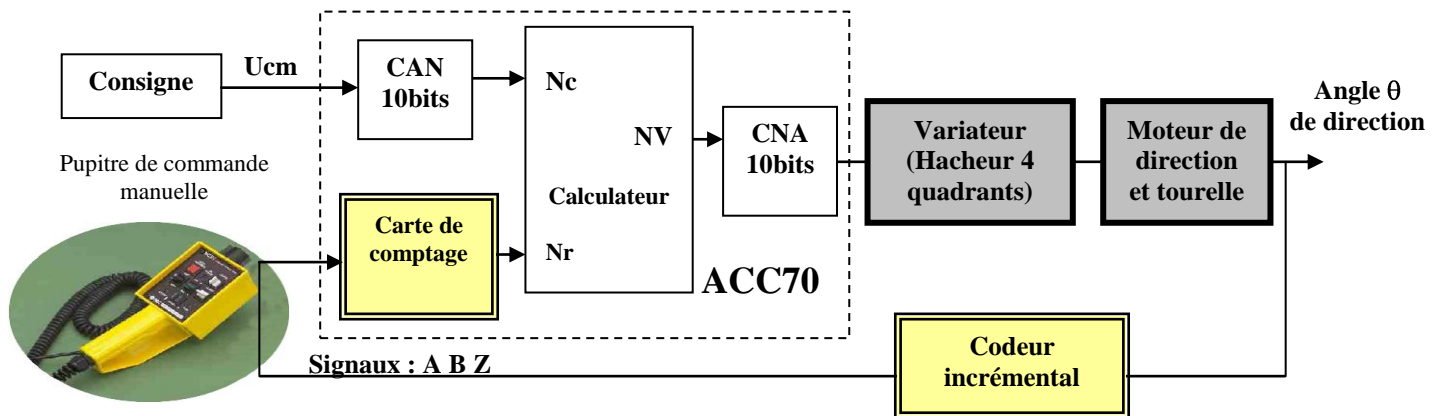 Consigne
Ucm
CAN
10bits
Nc
NV
Calculateur
Nr
CNA
10bits
Variateur
(Hacheur 4
quadrants)
Moteur de
direction
et tourelle
Angle θ
de direction
Pupitre de commande
manuelle
Carte de
comptage
ACC70
Signaux : A B Z
Codeur
incrémental